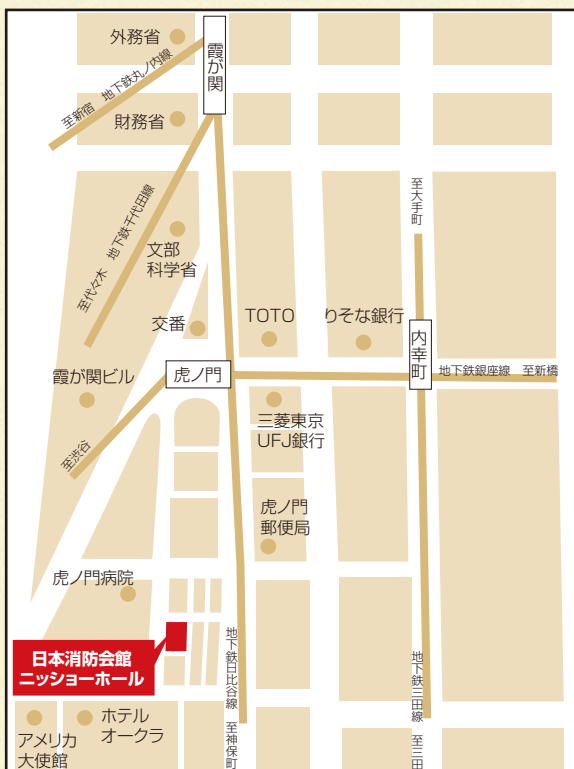 外務省
霞が関
至新宿 地下鉄丸ノ内線
財務省
至大手町
至代々木 地下鉄千代田線
文部
科学省
交番
TOTO
りそな銀行
内幸町
霞が関ビル
虎ノ門
地下鉄銀座線 至新橋
三菱東京
UFJ銀行
至渋谷
虎ノ門
郵便局
虎ノ門病院
日本消防会館
ニッショーホール
地下鉄日比谷線 至神保町
地下鉄三田線 至三田
アメリカ
大使館
ホテル
オークラ